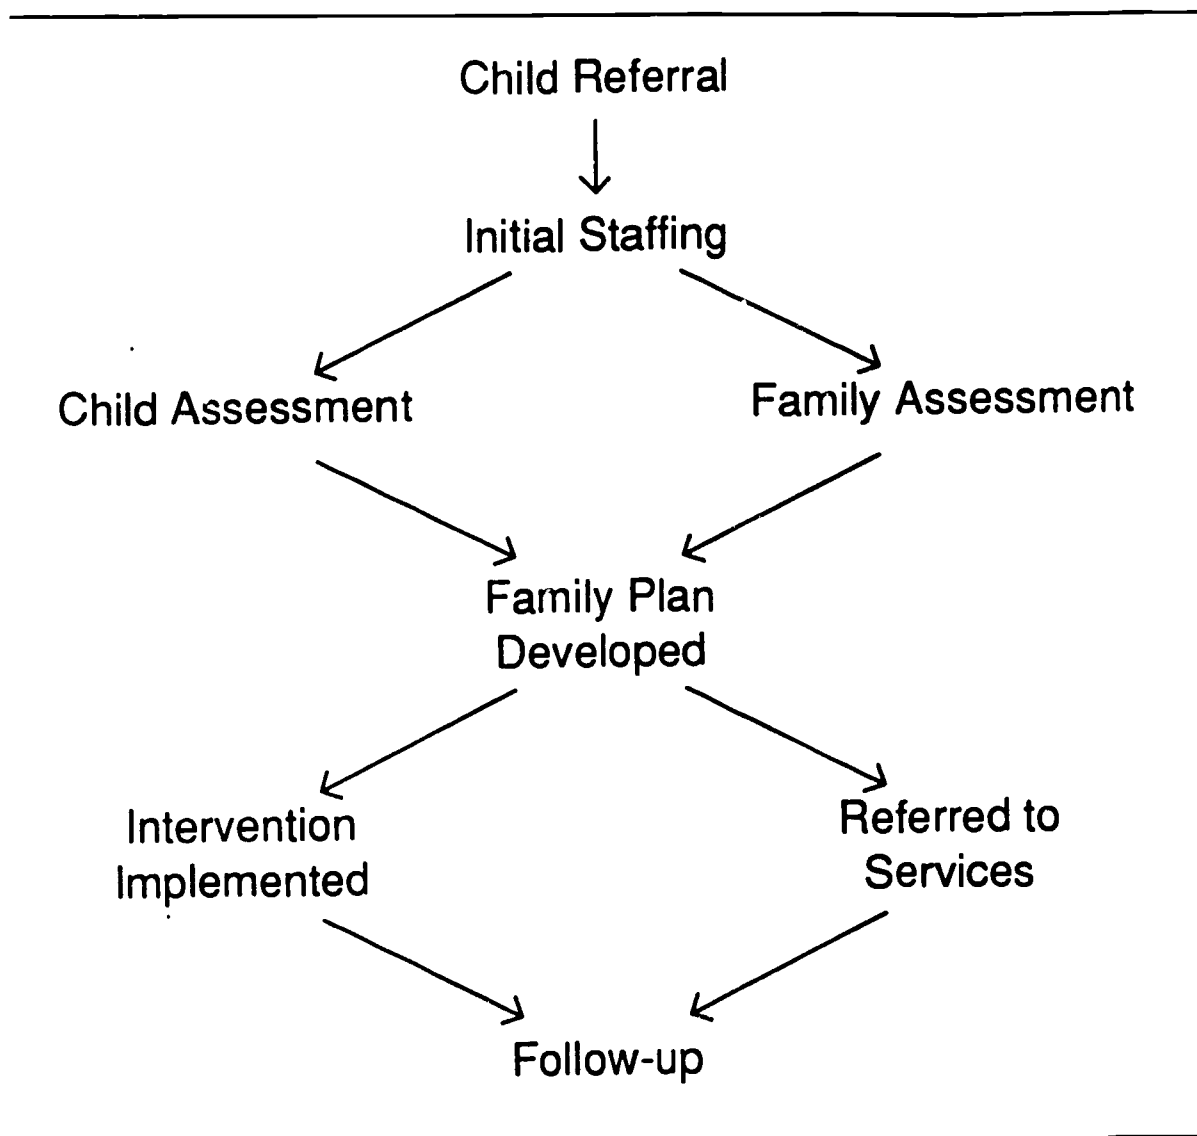 Child Referral
Initial Staffing
Child Assessment
Family Assessment
Family Plan
Developed
Intervention
Implemented
Referred to
Services
Follow-up